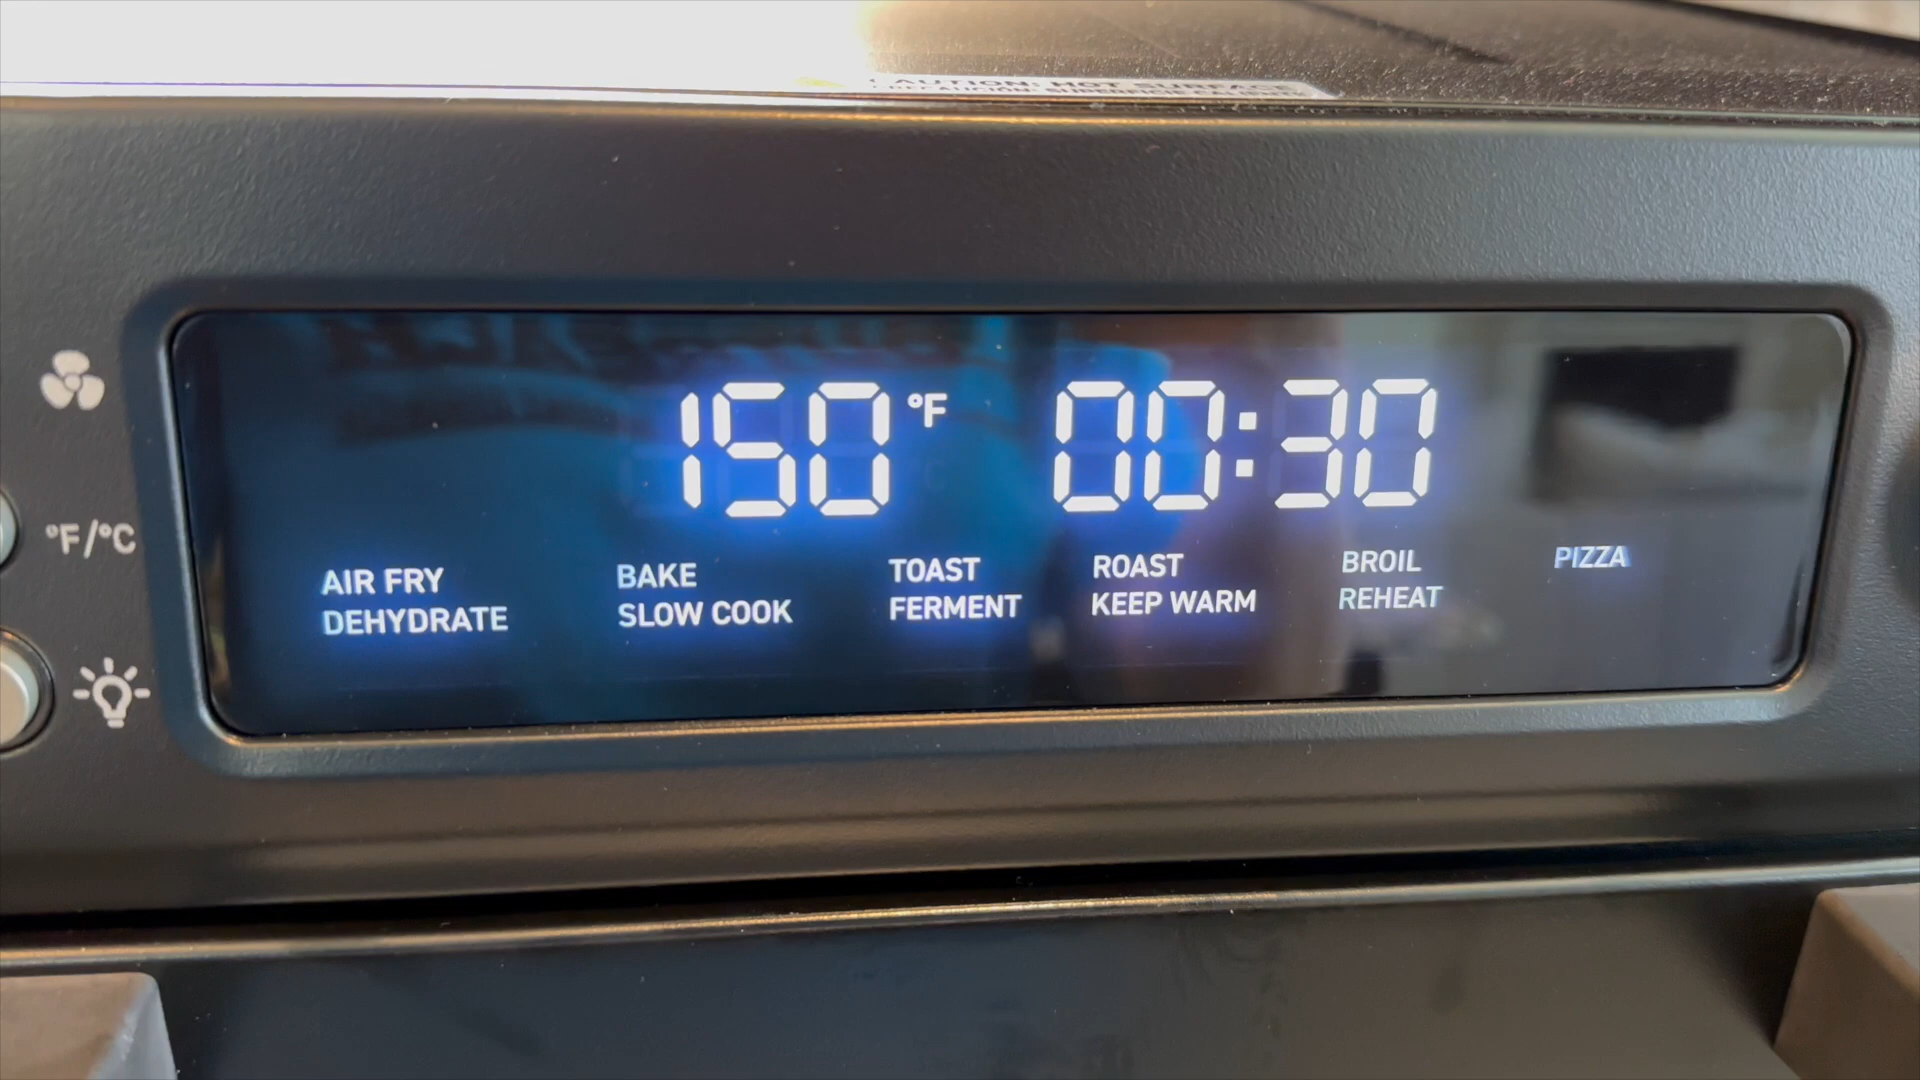 CAUTION: HOT SURFACE
150 °F 00:30
°F/°C
AIR FRY BAKE TOAST ROAST BROIL PIZZA
DEHYDRATE SLOW COOK FERMENT KEEP WARM REHEAT